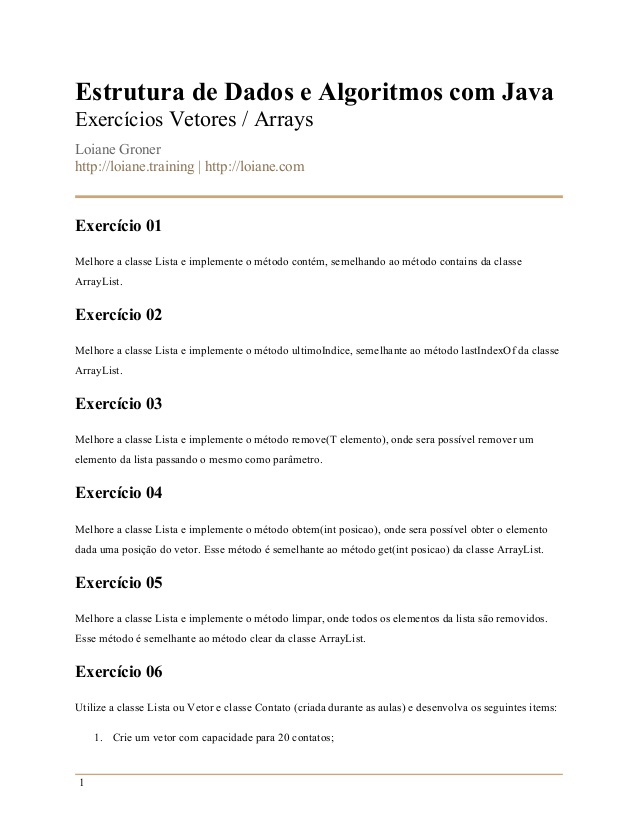 Estrutura de Dados e Algoritmos com Java
Exercícios Vetores / Arrays
Loiane Groner
http://loiane.training | http://loiane.com
Exercício 01
Melhore a classe Lista e implemente o método contém, semelhando ao método contains da classe
ArrayList.
Exercício 02
Melhore a classe Lista e implemente o método ultimoIndice, semelhante ao método lastIndexOf da classe
ArrayList.
Exercício 03
Melhore a classe Lista e implemente o método remove(T elemento), onde sera possível remover um
elemento da lista passando o mesmo como parâmetro.
Exercício 04
Melhore a classe Lista e implemente o método obtem(int posicao), onde sera possível obter o elemento
dada uma posição do vetor. Esse método é semelhante ao método get(int posicao) da classe ArrayList.
Exercício 05
Melhore a classe Lista e implemente o método limpar, onde todos os elementos da lista são removidos.
Esse método é semelhante ao método clear da classe ArrayList.
Exercício 06
Utilize a classe Lista ou Vetor e classe Contato (criada durante as aulas) e desenvolva os seguintes items:
1. Crie um vetor com capacidade para 20 contatos;
1